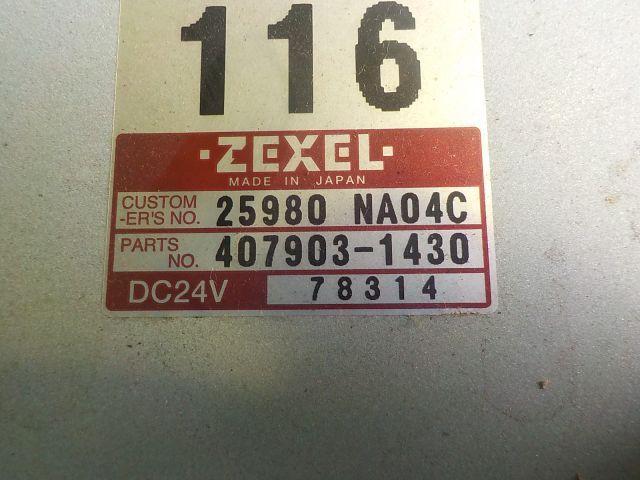 116
·ZEXEL·
MADE IN JAPAN
CUSTOM
-ER'S NO. 25980 NA04C
PARTS
NO. 407903-1430
DC24V 78314